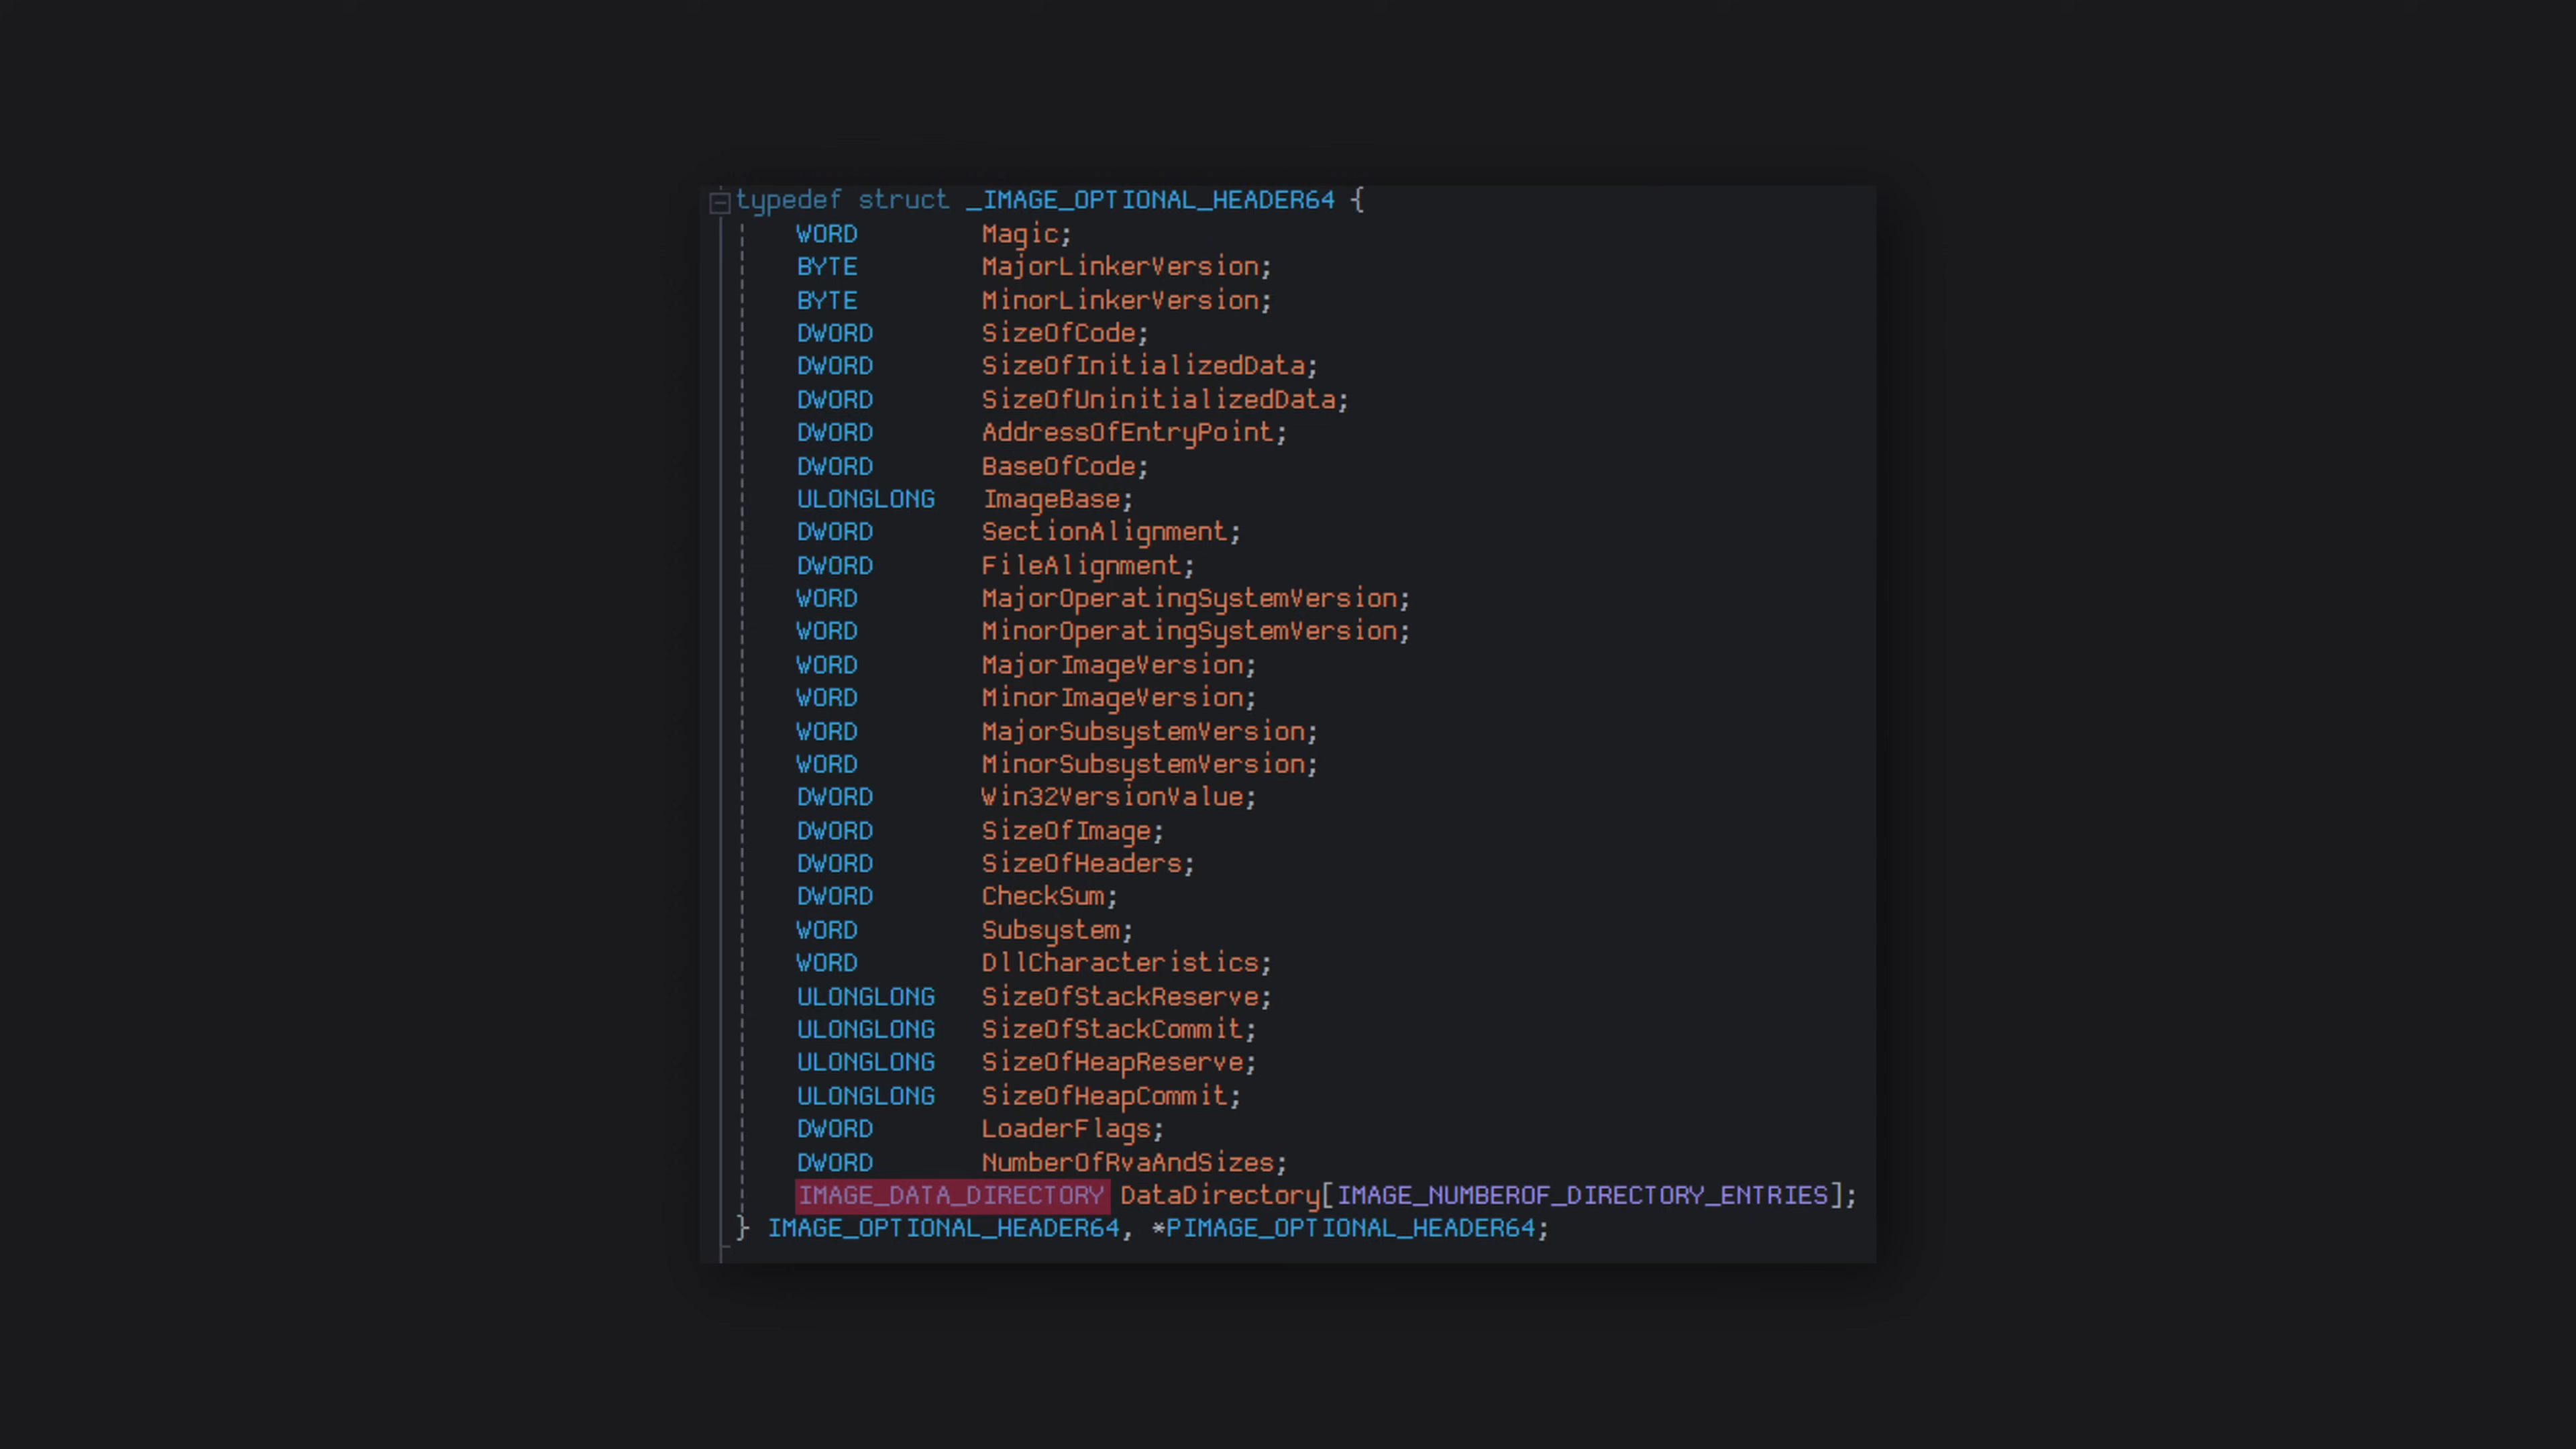 typedef struct _IMAGE_OPTIONAL_HEADER64 {
WORD Magic;
BYTE MajorLinkerVersion;
BYTE MinorLinkerVersion;
DWORD SizeOfCode;
DWORD SizeOfInitializedData;
DWORD SizeOfUninitializedData;
DWORD AddressOfEntryPoint;
DWORD BaseOfCode;
ULONGLONG ImageBase;
DWORD SectionAlignment;
DWORD FileAlignment;
WORD MajorOperatingSystemVersion;
WORD MinorOperatingSystemVersion;
WORD MajorImageVersion;
WORD MinorImageVersion;
WORD MajorSubsystemVersion;
WORD MinorSubsystemVersion;
DWORD Win32VersionValue;
DWORD SizeOfImage;
DWORD SizeOfHeaders;
DWORD CheckSum;
WORD Subsystem;
WORD DllCharacteristics;
ULONGLONG SizeOfStackReserve;
ULONGLONG SizeOfStackCommit;
ULONGLONG SizeOfHeapReserve;
ULONGLONG SizeOfHeapCommit;
DWORD LoaderFlags;
DWORD NumberOfRvaAndSizes;
IMAGE_DATA_DIRECTORY DataDirectory[IMAGE_NUMBEROF_DIRECTORY_ENTRIES];
} IMAGE_OPTIONAL_HEADER64, *PIMAGE_OPTIONAL_HEADER64;